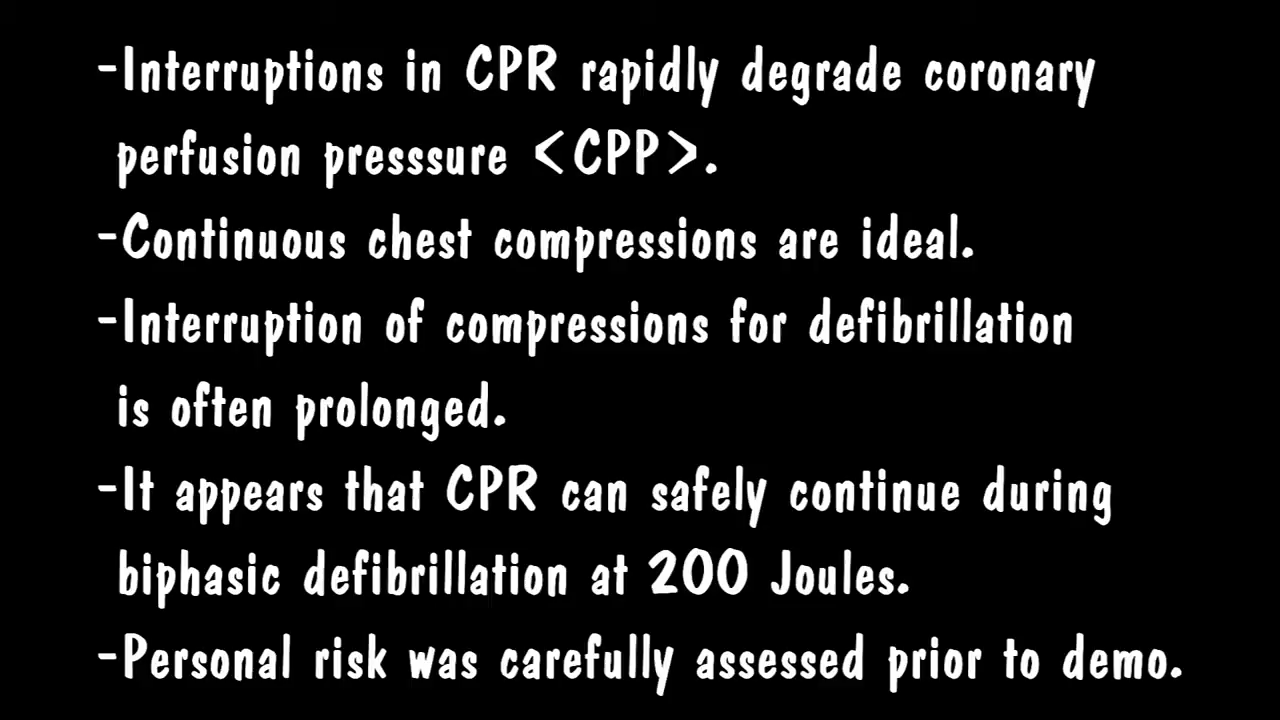 -Interruptions in CPR rapidly degrade coronary
perfusion presssure <CPP>.
-Continuous chest compressions are ideal.
-Interruption of compressions for defibrillation
is often prolonged.
-It appears that CPR can safely continue during
biphasic defibrillation at 200 Joules.
-Personal risk was carefully assessed prior to demo.